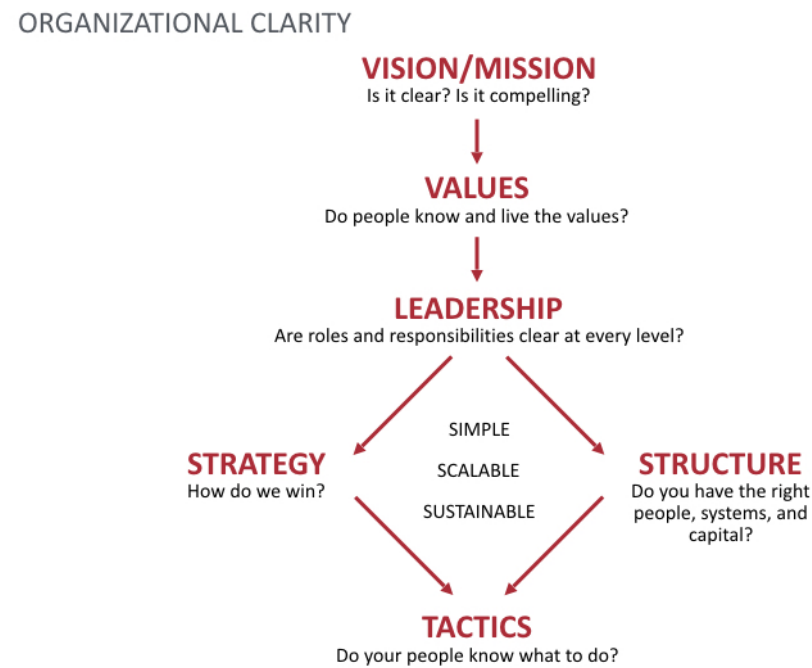 ORGANIZATIONAL CLARITY
VISION/MISSION
Is it clear? Is it compelling?
VALUES
Do people know and live the values?
LEADERSHIP
Are roles and responsibilities clear at every level?
SIMPLE
SCALABLE
SUSTAINABLE
STRATEGY
How do we win?
STRUCTURE
Do you have the right
people, systems, and
capital?
TACTICS
Do your people know what to do?